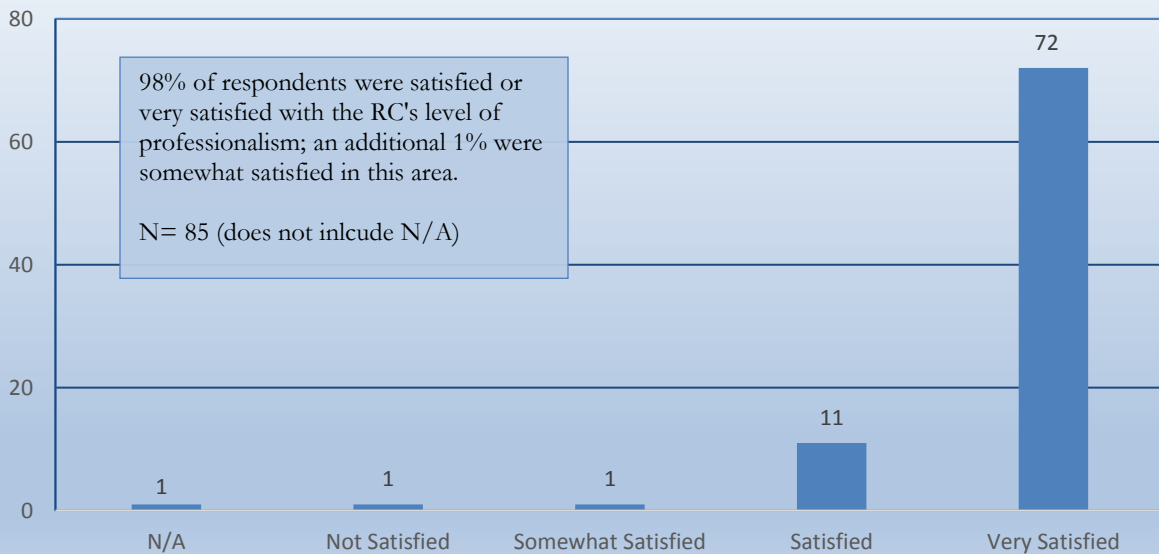 80
60
40
20
0
98% of respondents were satisfied or
very satisfied with the RC's level of
professionalism; an additional 1% were
somewhat satisfied in this area.
N= 85 (does not inlcude N/A)
1
1
1
11
72
N/A
Not Satisfied
Somewhat Satisfied
Satisfied
Very Satisfied